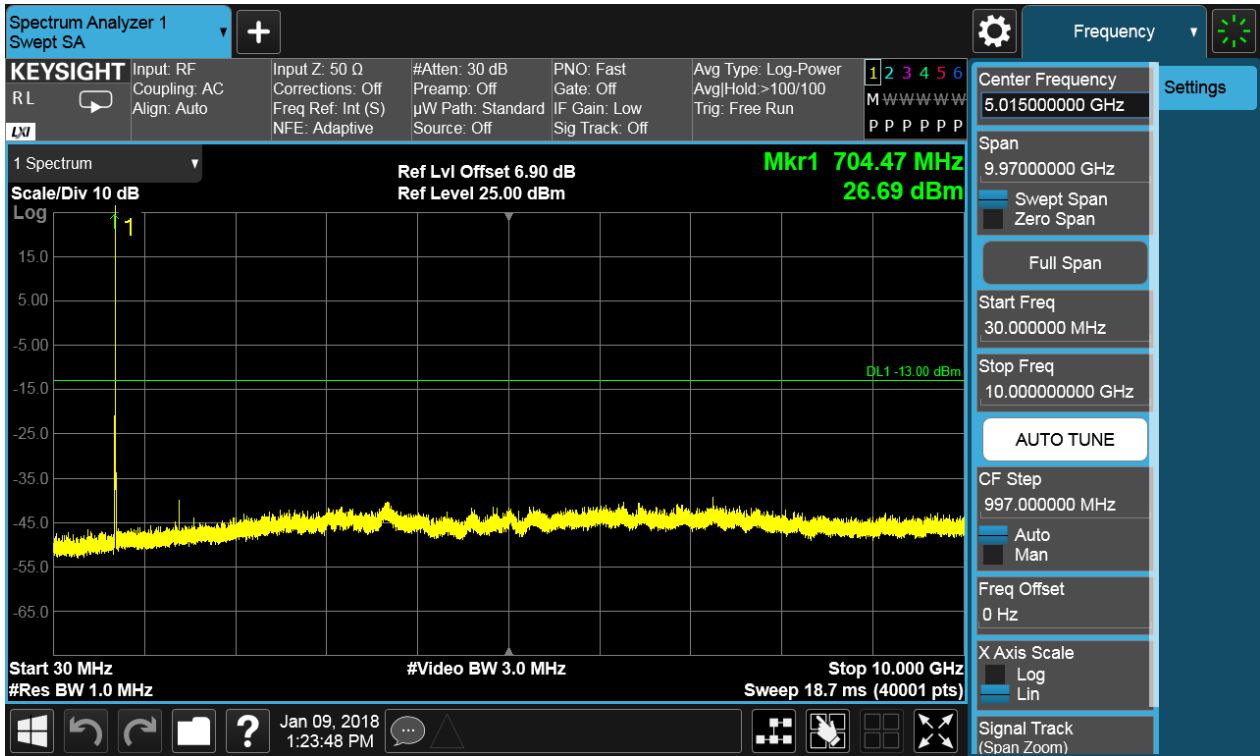 Spectrum Analyzer 1
Swept SA
Frequency
KEYSIGHT
R L
LXI
Input: RF
Coupling: AC
Align: Auto
Input Z: 50 Ω
Corrections: Off
Freq Ref: Int (S)
NFE: Adaptive
#Atten: 30 dB
Preamp: Off
µW Path: Standard
Source: Off
PNO: Fast
Gate: Off
IF Gain: Low
Sig Track: Off
Avg Type: Log-Power
Avg|Hold:>100/100
Trig: Free Run
1 2 3 4 5 6
M W W W W W
P P P P P P
Center Frequency
5.015000000 GHz
Settings
Span
9.97000000 GHz
Swept Span
Zero Span
Full Span
Start Freq
30.000000 MHz
Stop Freq
10.000000000 GHz
AUTO TUNE
CF Step
997.000000 MHz
Auto
Man
Freq Offset
0 Hz
X Axis Scale
Log
Lin
Signal Track
(Span Zoom)
1 Spectrum
Scale/Div 10 dB
Log
Ref Lvl Offset 6.90 dB
Ref Level 25.00 dBm
Mkr1 704.47 MHz
26.69 dBm
1
15.0
5.00
-5.00
DL1 -13.00 dBm
-15.0
-25.0
-35.0
-45.0
-55.0
-65.0
Start 30 MHz
#Res BW 1.0 MHz
#Video BW 3.0 MHz
Stop 10.000 GHz
Sweep 18.7 ms (40001 pts)
?
Jan 09, 2018
1:23:48 PM